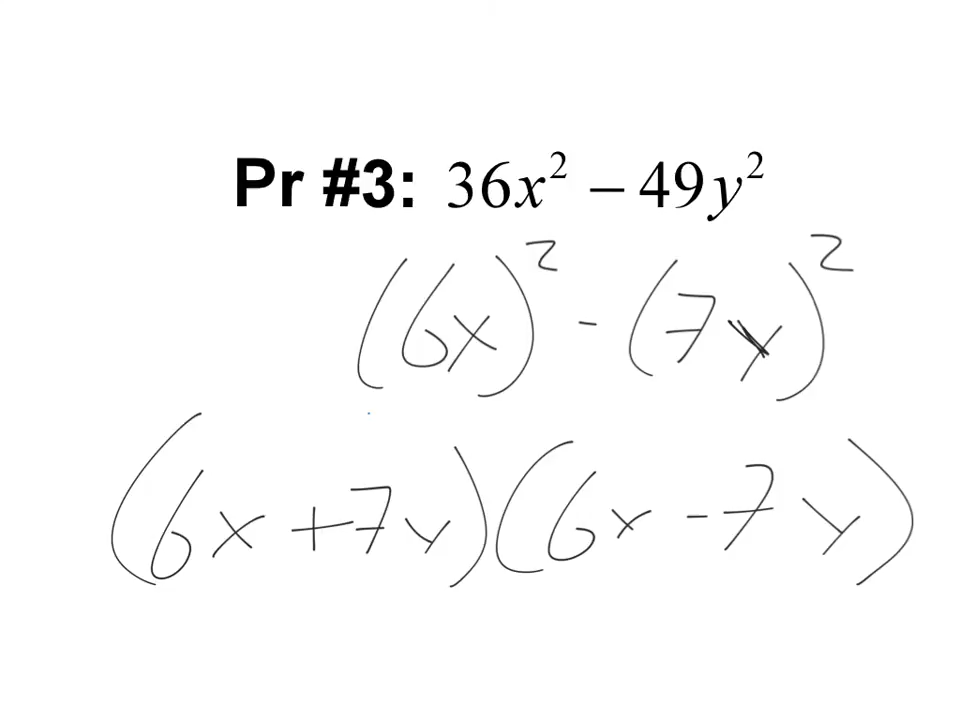 Pr #3: 36x² − 49y²
(6x)² - (7y)²
(6x+7y)(6x-7y)